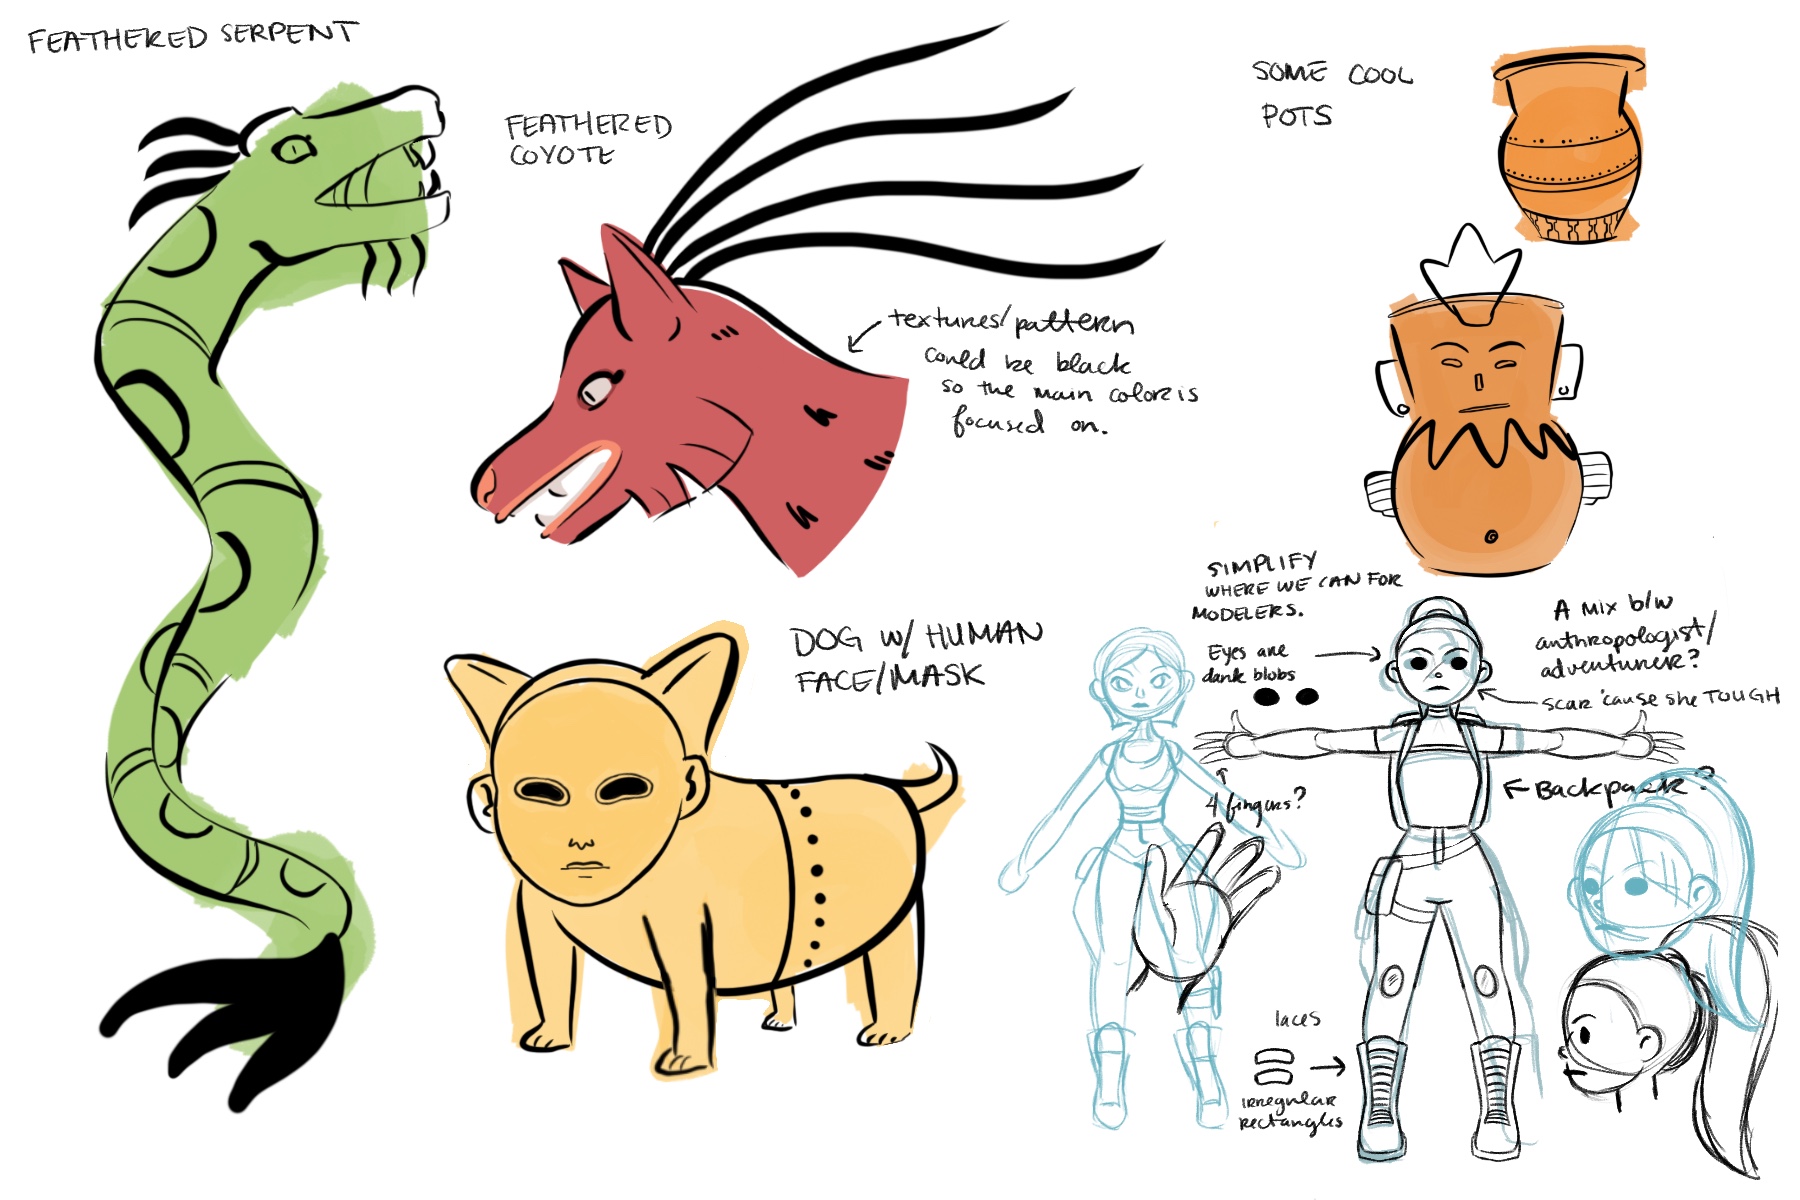 FEATHERED SERPENT
FEATHERED
COYOTE
textures/pattern
could be black
so the main color is
focused on.
SOME COOL
POTS
DOG W/ HUMAN
FACE/MASK
SIMPLIFY
WHERE WE CAN FOR
MODELERS.
Eyes are
dark blobs
A mix b/w
anthropologist/
adventurer?
scar 'cause she TOUGH
Backpack?
4 fingers?
laces
irregular
rectangles